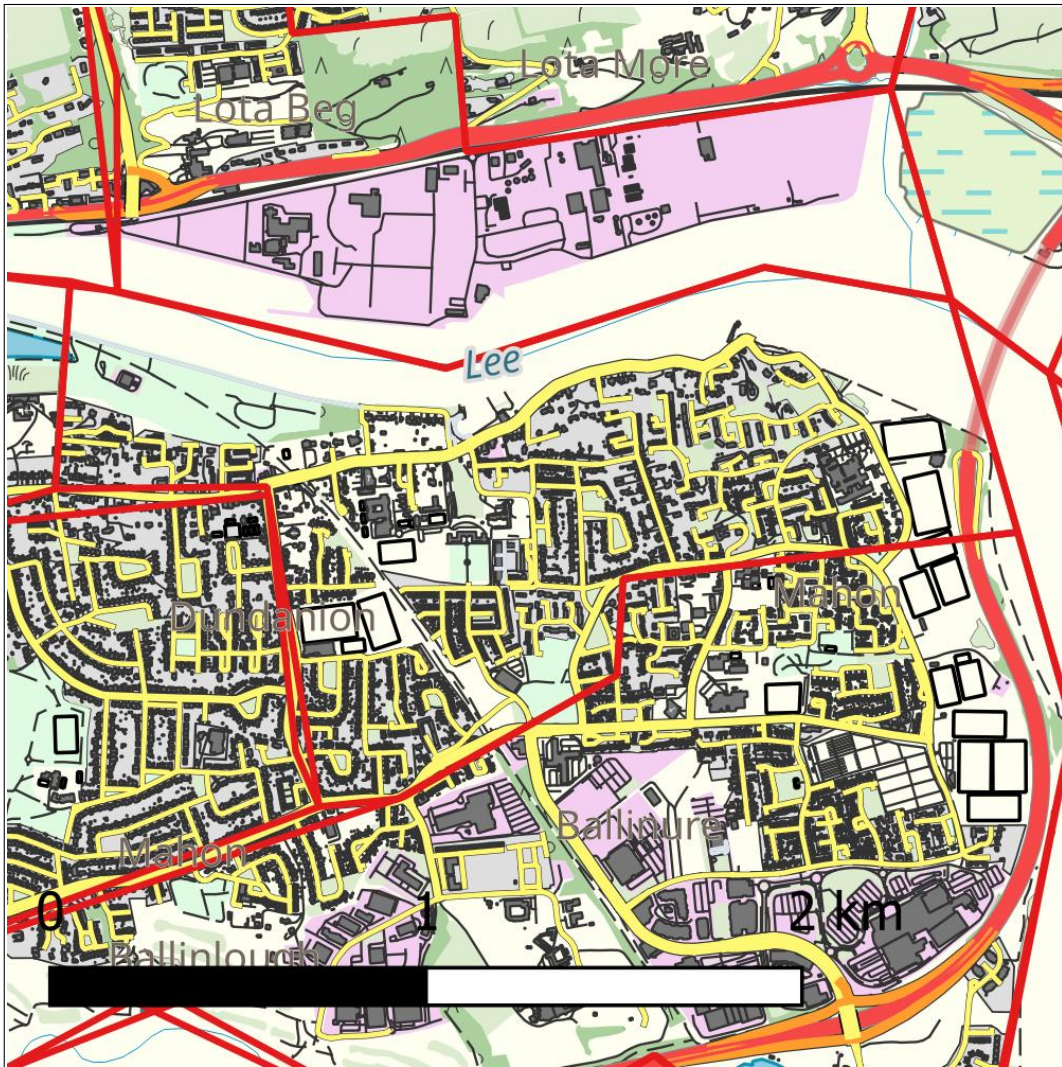 Lota More
Lota Beg
Lee
Mahon
Dundanion
Ballinure
Mahon
0 1 2 km
Ballinlough